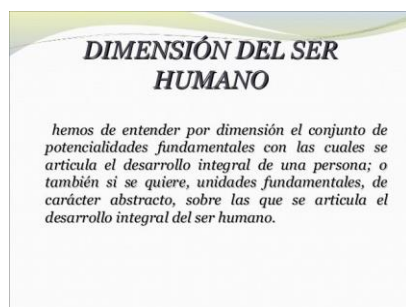 DIMENSIÓN DEL SER
HUMANO
hemos de entender por dimensión el conjunto de
potencialidades fundamentales con las cuales se
articula el desarrollo integral de una persona; o
también si se quiere, unidades fundamentales, de
carácter abstracto, sobre las que se articula el
desarrollo integral del ser humano.